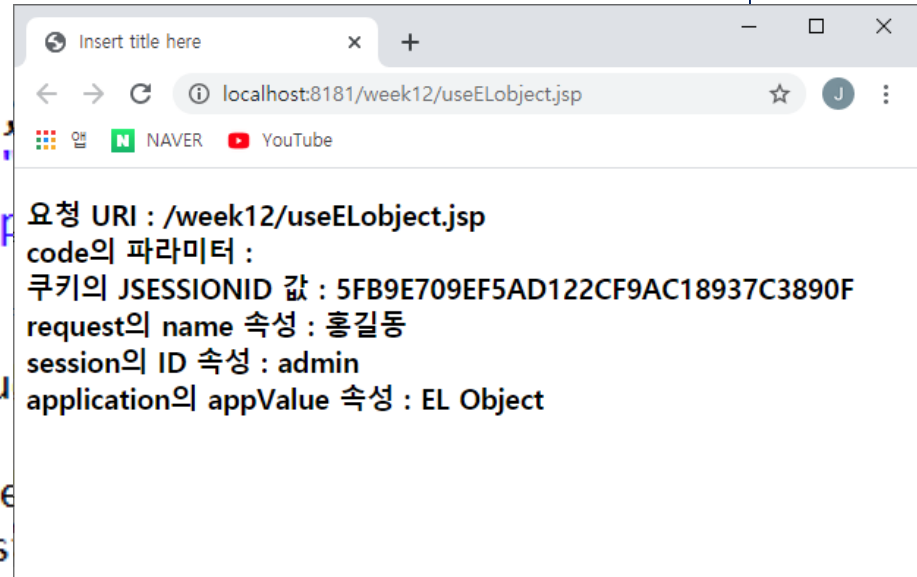 Insert title here
localhost:8181/week12/useELobject.jsp
J
앱 N NAVER YouTube
요청 URI : /week12/useELobject.jsp
code의 파라미터 :
쿠키의 JSESSIONID 값 : 5FB9E709EF5AD122CF9AC18937C3890F
request의 name 속성 : 홍길동
session의 ID 속성 : admin
application의 appValue 속성 : EL Object